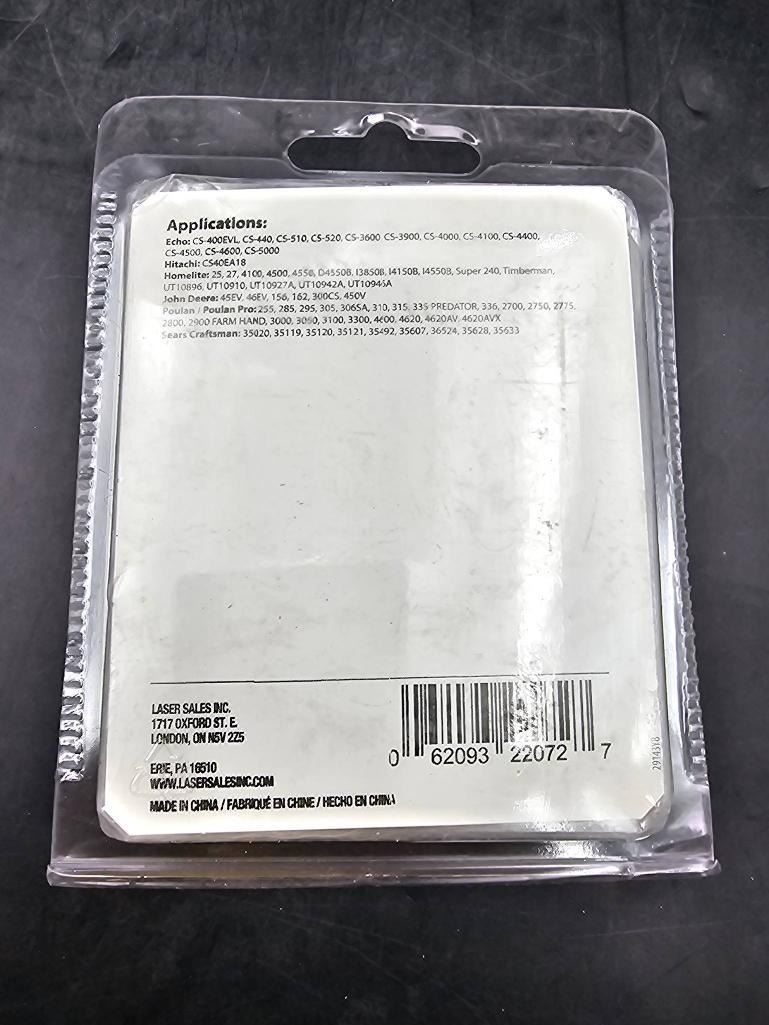 Applications:
Echo: CS-400EVL, CS-440, CS-510, CS-520, CS-3600 CS-3900, CS-4000, CS-4100, CS-4400,
CS-4500, CS-4600, CS-5000
Hitachi: CS40EA18
Homelite: 25, 27, 4100, 4500, 4550, D4550B, I3850B, I4150B, I4550B, Super 240, Timberman,
UT10896, UT10910, UT10927A, UT10942A, UT10946A
John Deere: 45EV, 46EV, 156, 162, 300CS, 450V
Poulan / Poulan Pro: 255, 285, 295, 305, 306SA, 310, 315, 335 PREDATOR, 336, 2700, 2750, 2775,
2800, 2900 FARM HAND, 3000, 3050, 3100, 3300, 4600, 4620, 4620AV, 4620AVX
Sears Craftsman: 35020, 35119, 35120, 35121, 35492, 35607, 36524, 35628, 35633
LASER SALES INC.
1717 OXFORD ST. E.
LONDON, ON N5V 2Z5
ERIE, PA 16510
WWW.LASERSALESINC.COM
MADE IN CHINA / FABRIQUÉ EN CHINE / HECHO EN CHINA
0 62093 22072 7
2914318